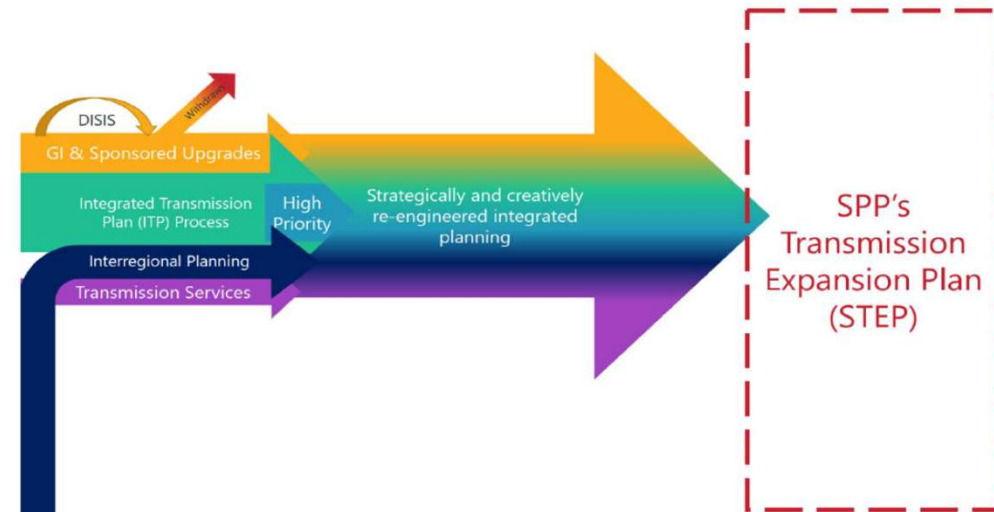 DISIS
Withdrawn
GI & Sponsored Upgrades
Integrated Transmission
Plan (ITP) Process
High
Priority
Interregional Planning
Transmission Services
Strategically and creatively
re-engineered integrated
planning
SPP's
Transmission
Expansion Plan
(STEP)